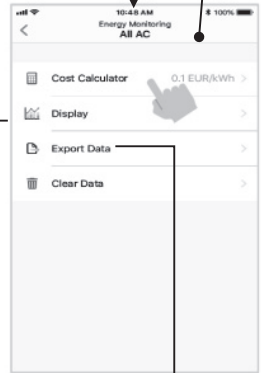 10:48 AM
100%
Energy Monitoring
All AC
Cost Calculator 0.1 EUR/kWh
Display
Export Data
Clear Data